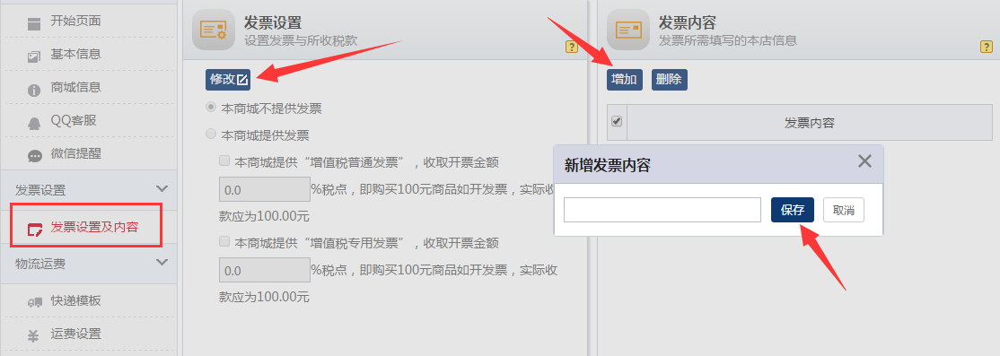 开始页面
基本信息
商城信息
QQ客服
微信提醒
发票设置
发票设置及内容
物流运费
快递模板
运费设置
发票设置
设置发票与所收税款
?
修改
本商城不提供发票
本商城提供发票
本商城提供“增值税普通发票”，收取开票金额
0.0 %税点，即购买100元商品如开发票，实际收
款应为100.00元
本商城提供“增值税专用发票”，收取开票金额
0.0 %税点，即购买100元商品如开发票，实际收
款应为100.00元
发票内容
发票所需填写的本店信息
?
增加 删除
发票内容
新增发票内容
保存 取消